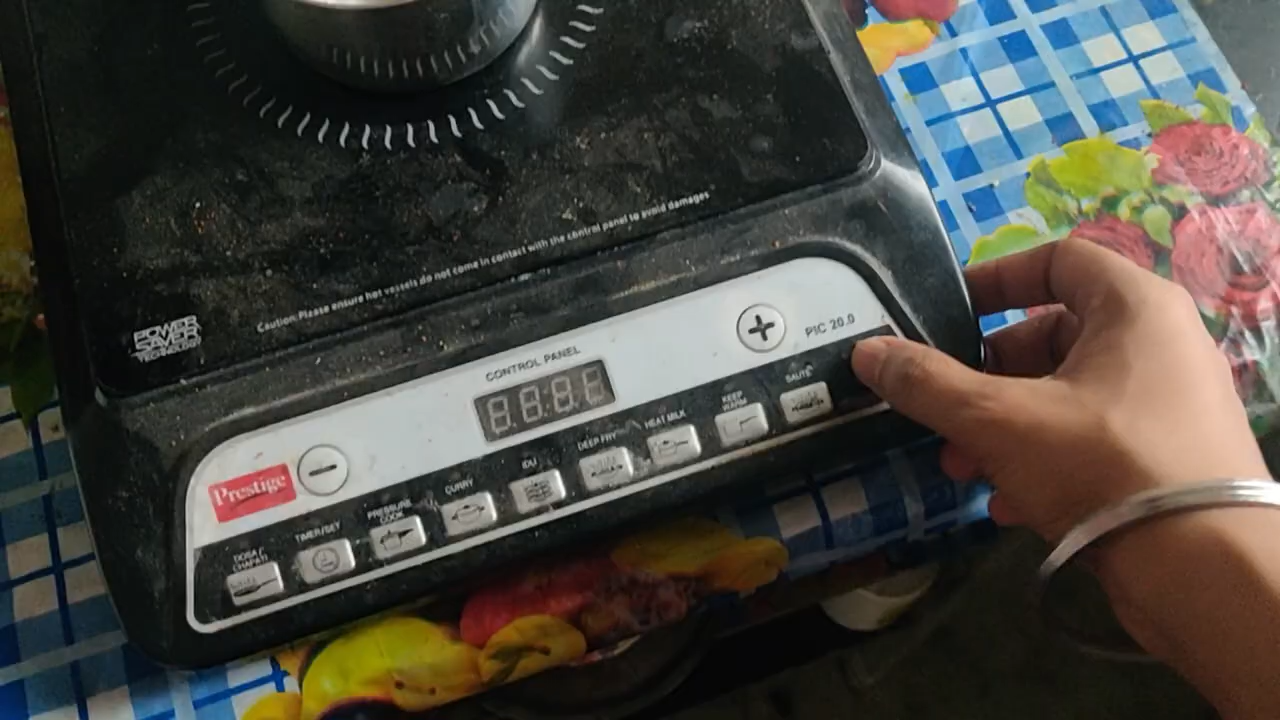 POWER
SAVER
TECHNOLOGY
Caution: Please ensure hot vessels do not come in contact with the control panel to avoid damages
CONTROL PANEL
PIC 20.0
Prestige
DOSA /
CHAPATI
TIMER/SET
PRESSURE
COOK
CURRY
IDLI
DEEP FRY
HEAT MILK
KEEP
WARM
SAUTE